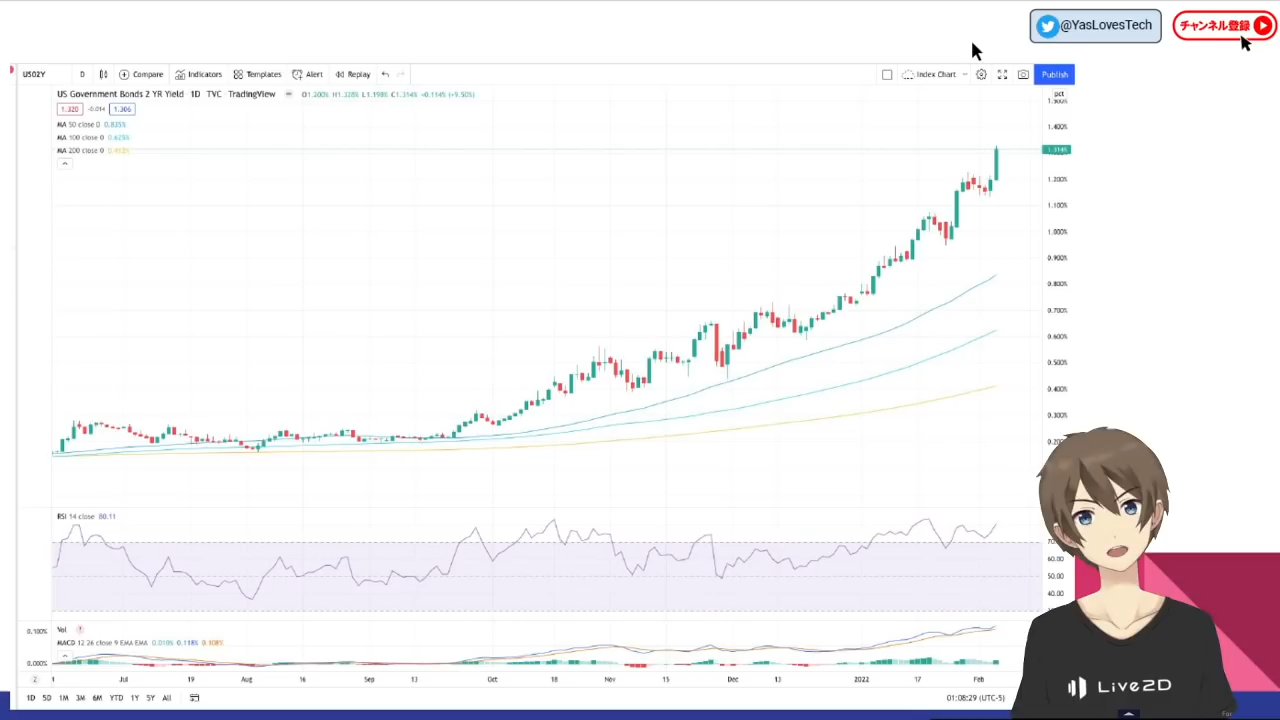 @YasLovesTech
チャンネル登録
US02Y D Compare Indicators Templates Alert Replay Index Chart Publish
US Government Bonds 2 YR Yield · 1D · TVC · TradingView O1.200% H1.328% L1.198% C1.314% +0.114% (+9.50%)
pct
1.320 -0.014 1.306
MA 50 close 0 0.835%
MA 100 close 0 0.623%
MA 200 close 0
1.500%
1.400%
1.314%
1.200%
1.100%
1.000%
0.900%
0.800%
0.700%
0.600%
0.500%
0.400%
0.300%
RSI 14 close 80.11
60.00
50.00
40.00
Vol
0.100%
MACD 12 26 close 9 EMA EMA 0.010% 0.118% 0.108%
0.000%
Z 1 Jul 19 Aug 16 Sep 13 Oct 18 Nov 15 Dec 13 2022 17 Feb
1D 5D 1M 3M 6M YTD 1Y 5Y All 01:08:29 (UTC-5)
Live2D